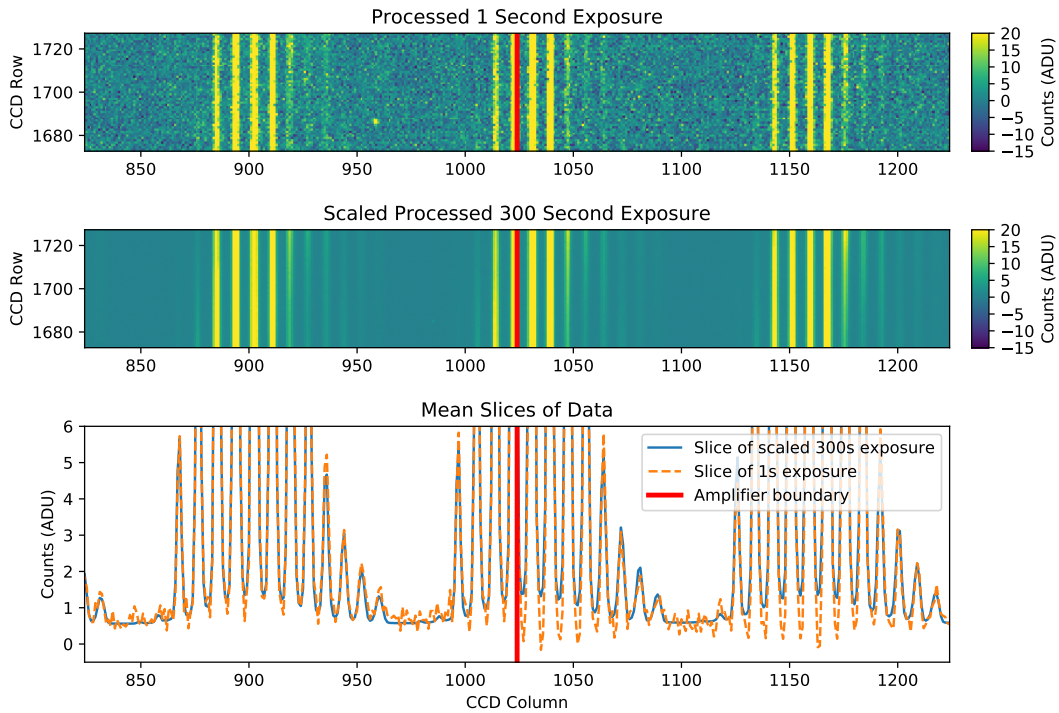 Processed 1 Second Exposure
CCD Row
1720
1700
1680
850 900 950 1000 1050 1100 1150 1200
20
15
10
5
0
−5
−10
−15
Counts (ADU)
Scaled Processed 300 Second Exposure
CCD Row
1720
1700
1680
850 900 950 1000 1050 1100 1150 1200
20
15
10
5
0
−5
−10
−15
Counts (ADU)
Mean Slices of Data
Counts (ADU)
6
5
4
3
2
1
0
Slice of scaled 300s exposure
Slice of 1s exposure
Amplifier boundary
850 900 950 1000 1050 1100 1150 1200
CCD Column